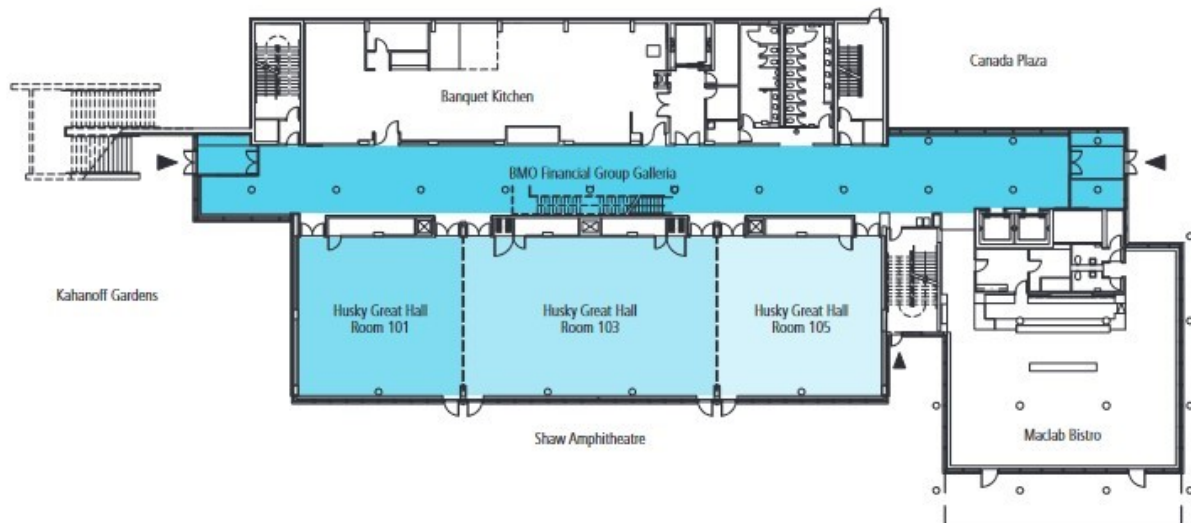 Canada Plaza
Banquet Kitchen
BMO Financial Group Galleria
Kahanoff Gardens
Husky Great Hall
Room 101
Husky Great Hall
Room 103
Husky Great Hall
Room 105
Shaw Amphitheatre
Maclab Bistro